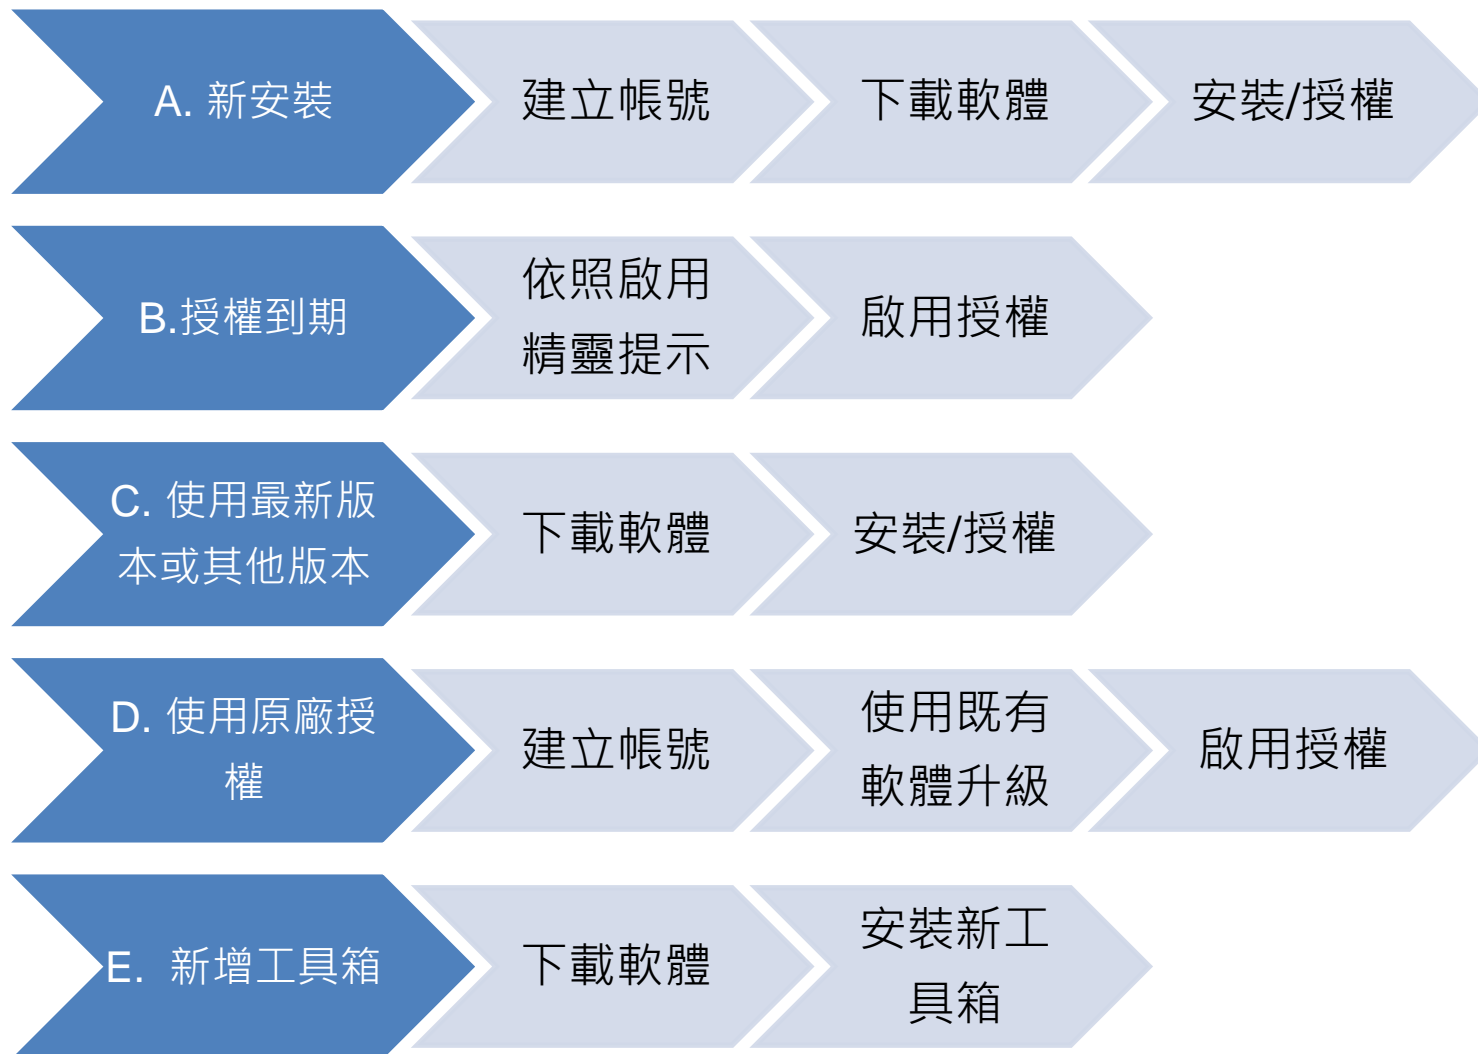 A. 新安裝
建立帳號
下載軟體
安裝/授權
B.授權到期
依照啟用
精靈提示
啟用授權
C. 使用最新版
本或其他版本
下載軟體
安裝/授權
D. 使用原廠授
權
建立帳號
使用既有
軟體升級
啟用授權
E. 新增工具箱
下載軟體
安裝新工
具箱